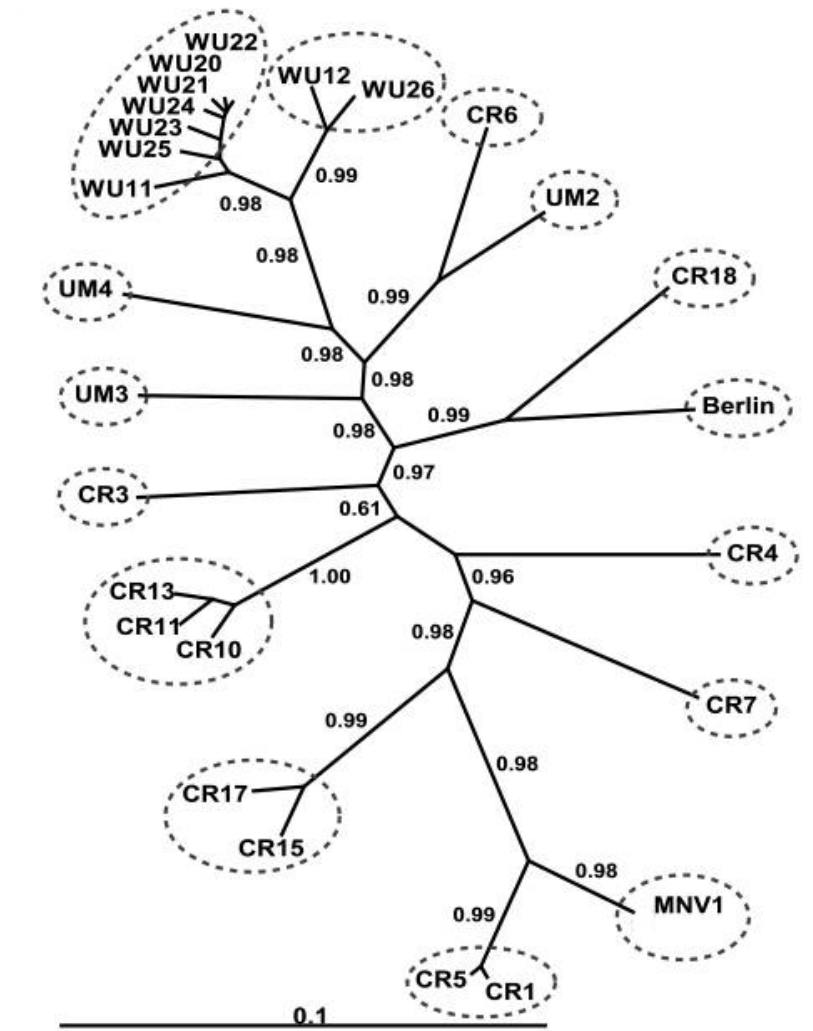 WU22
WU20
WU21
WU24
WU23
WU25
WU11
WU12
WU26
CR6
0.99
0.98
UM2
0.98
CR18
UM4
0.99
0.98
0.98
UM3
Berlin
0.99
0.98
0.97
CR3
0.61
CR4
1.00
0.96
CR13
CR11
CR10
0.98
CR7
0.99
0.98
CR17
CR15
0.98
MNV1
0.99
CR5
CR1
0.1